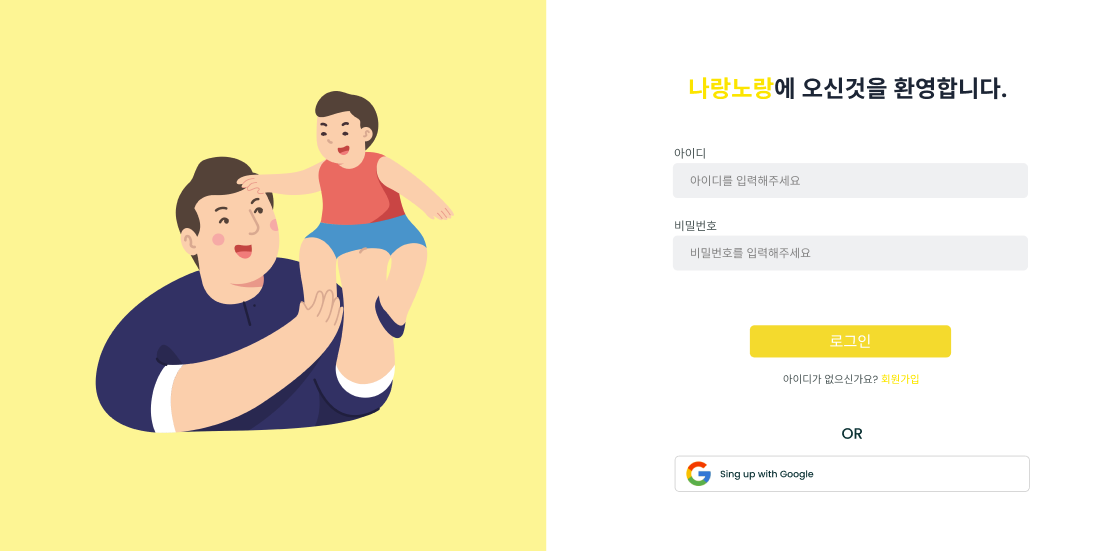 나랑노랑에 오신것을 환영합니다.
아이디
아이디를 입력해주세요
비밀번호
비밀번호를 입력해주세요
로그인
아이디가 없으신가요? 회원가입
OR
Sing up with Google